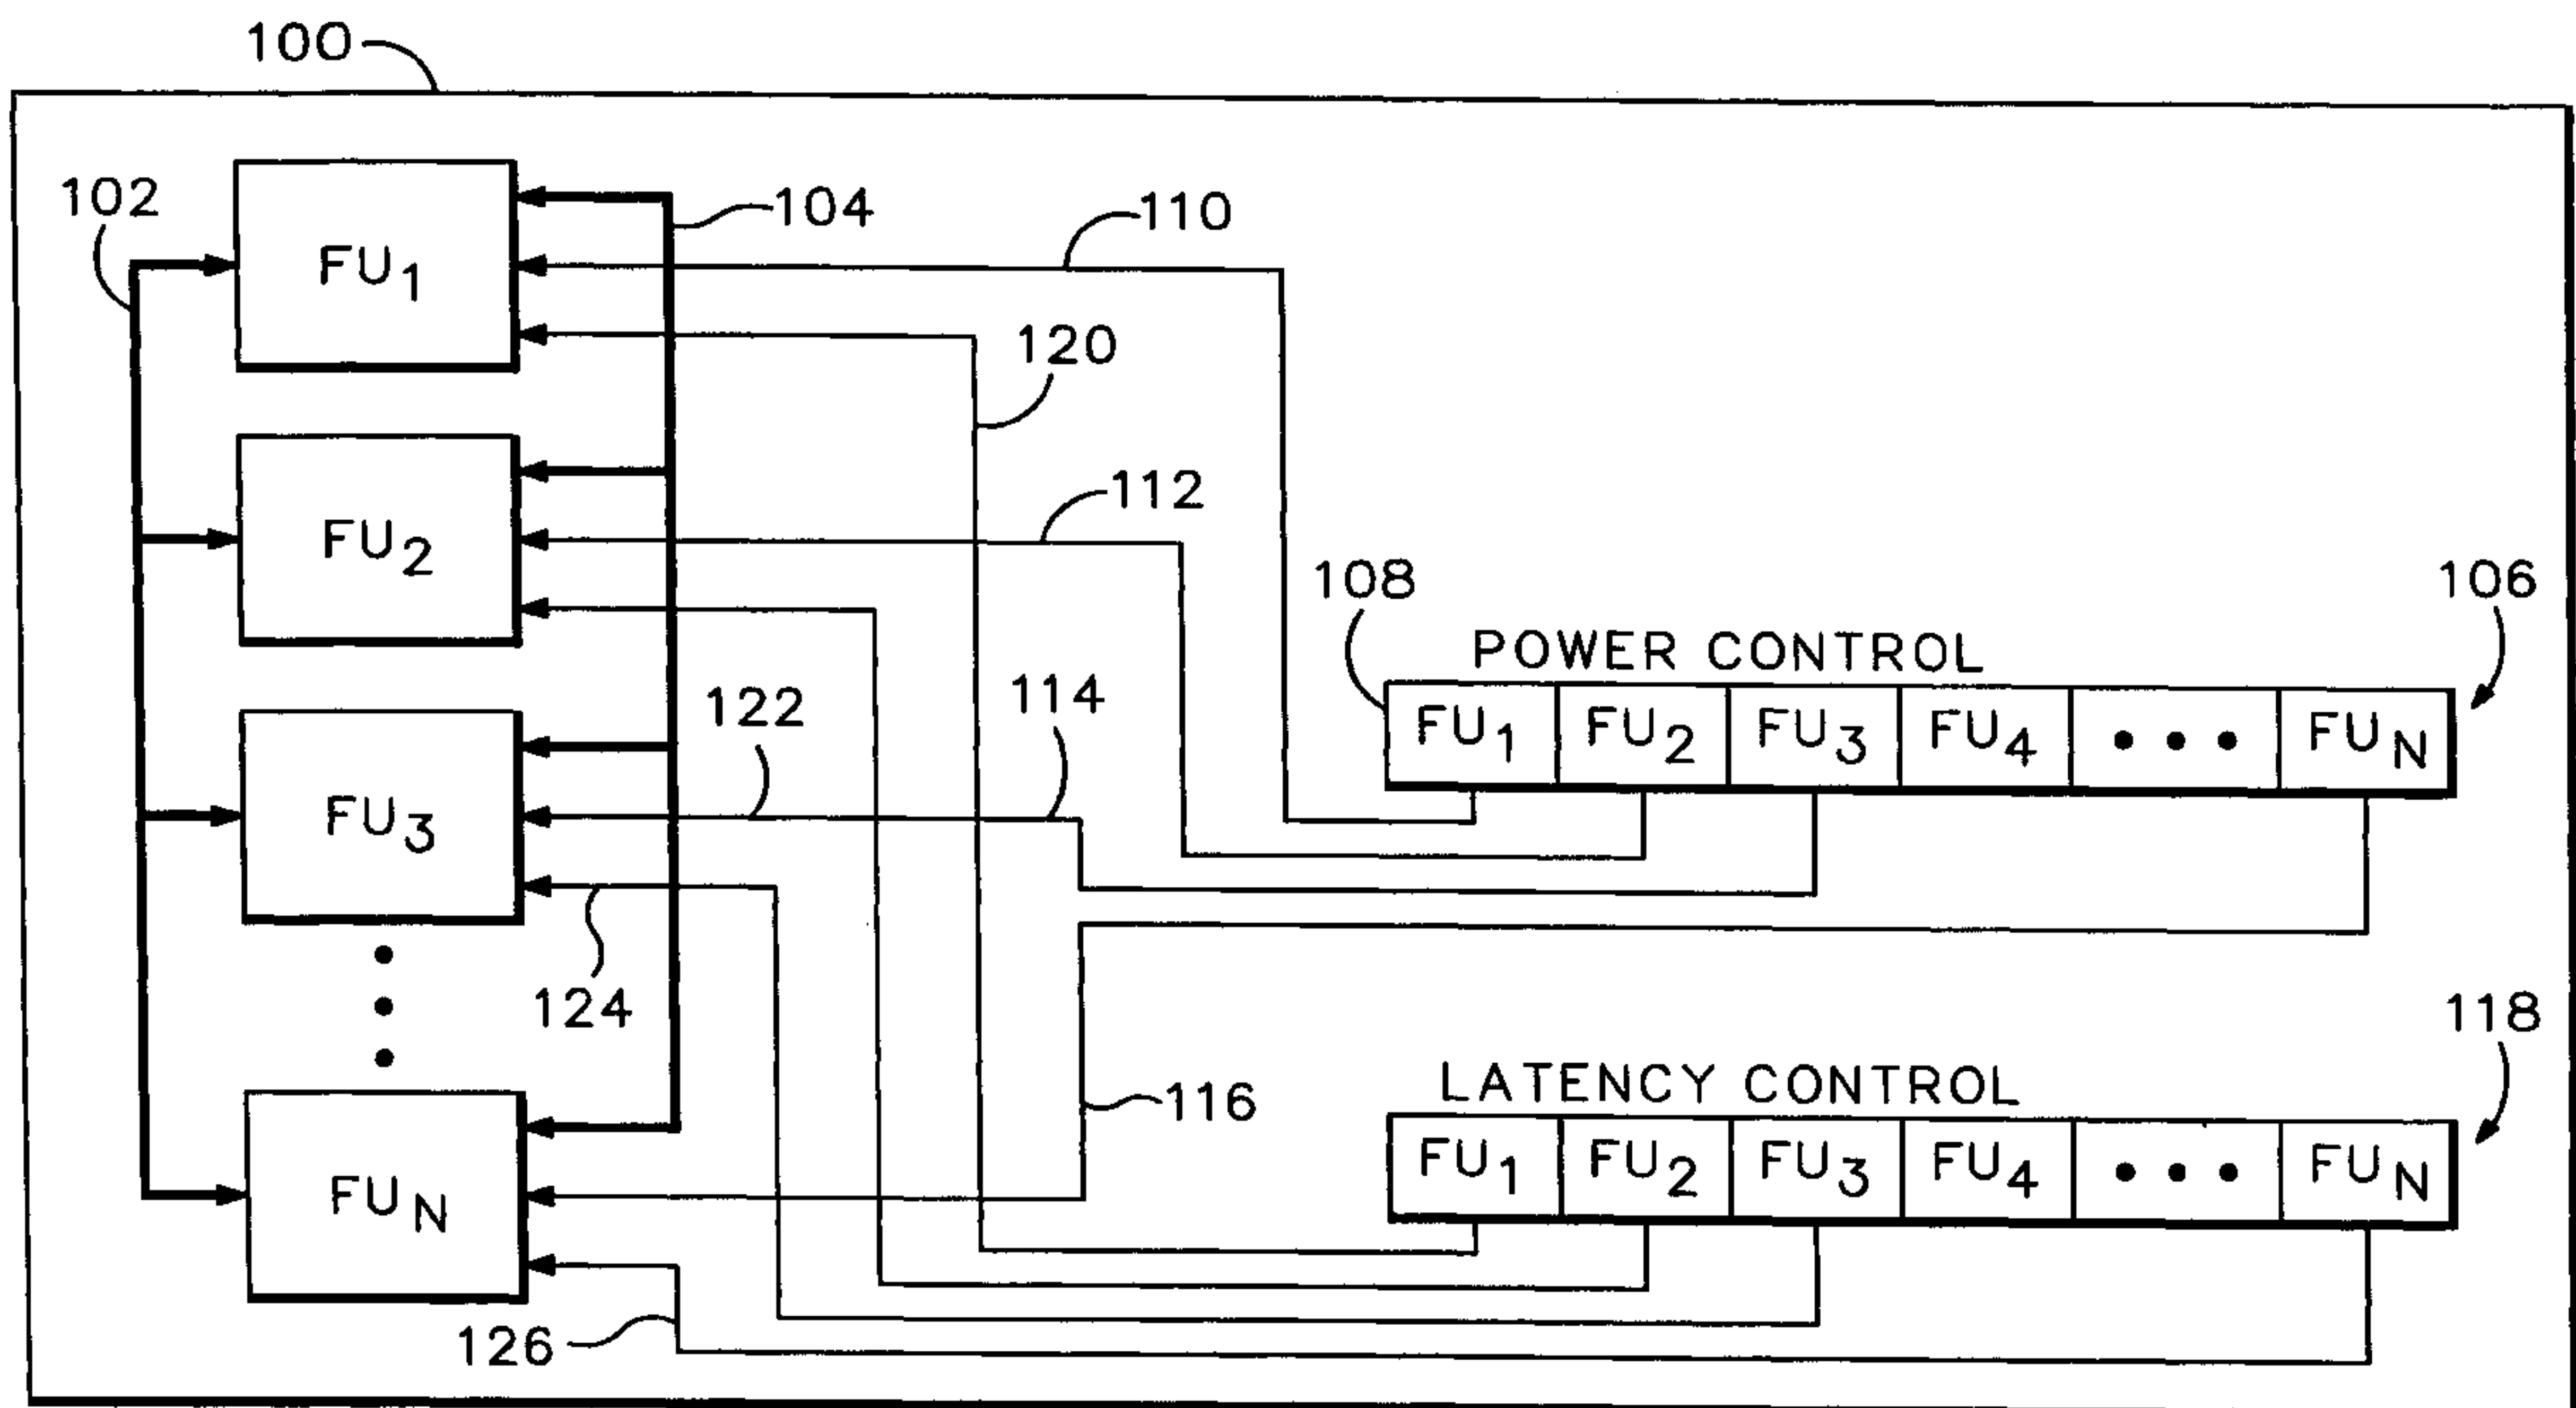 100
102
FU1
104
110
120
FU2
112
108
106
POWER CONTROL
FU1 FU2 FU3 FU4 • • • FUN
122
114
FU3
124
118
LATENCY CONTROL
FU1 FU2 FU3 FU4 • • • FUN
116
FUN
126